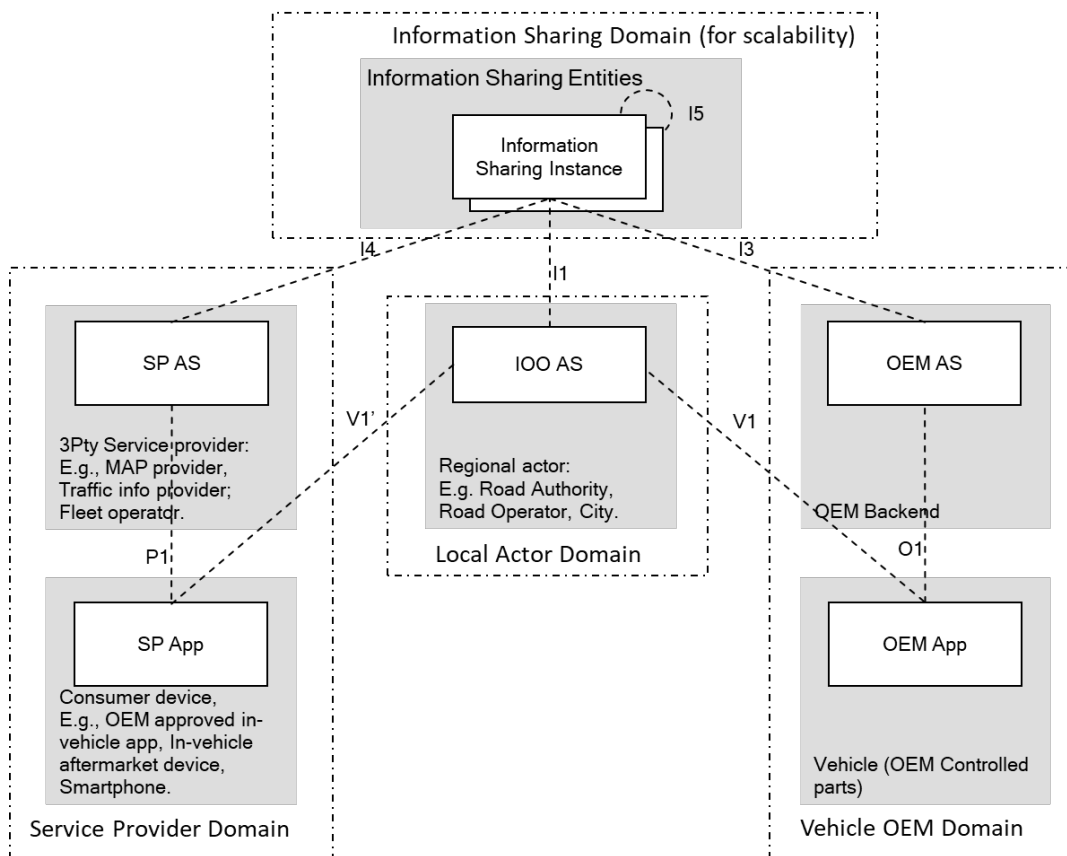 Information Sharing Domain (for scalability)
Information Sharing Entities
I5
Information
Sharing Instance
I4
I1
I3
SP AS
IOO AS
OEM AS
V1’
V1
3Pty Service provider:
E.g., MAP provider,
Traffic info provider;
Fleet operator.
Regional actor:
E.g. Road Authority,
Road Operator, City.
OEM Backend
Local Actor Domain
P1
O1
SP App
OEM App
Consumer device,
E.g., OEM approved in-
vehicle app, In-vehicle
aftermarket device,
Smartphone.
Vehicle (OEM Controlled
parts)
Service Provider Domain
Vehicle OEM Domain